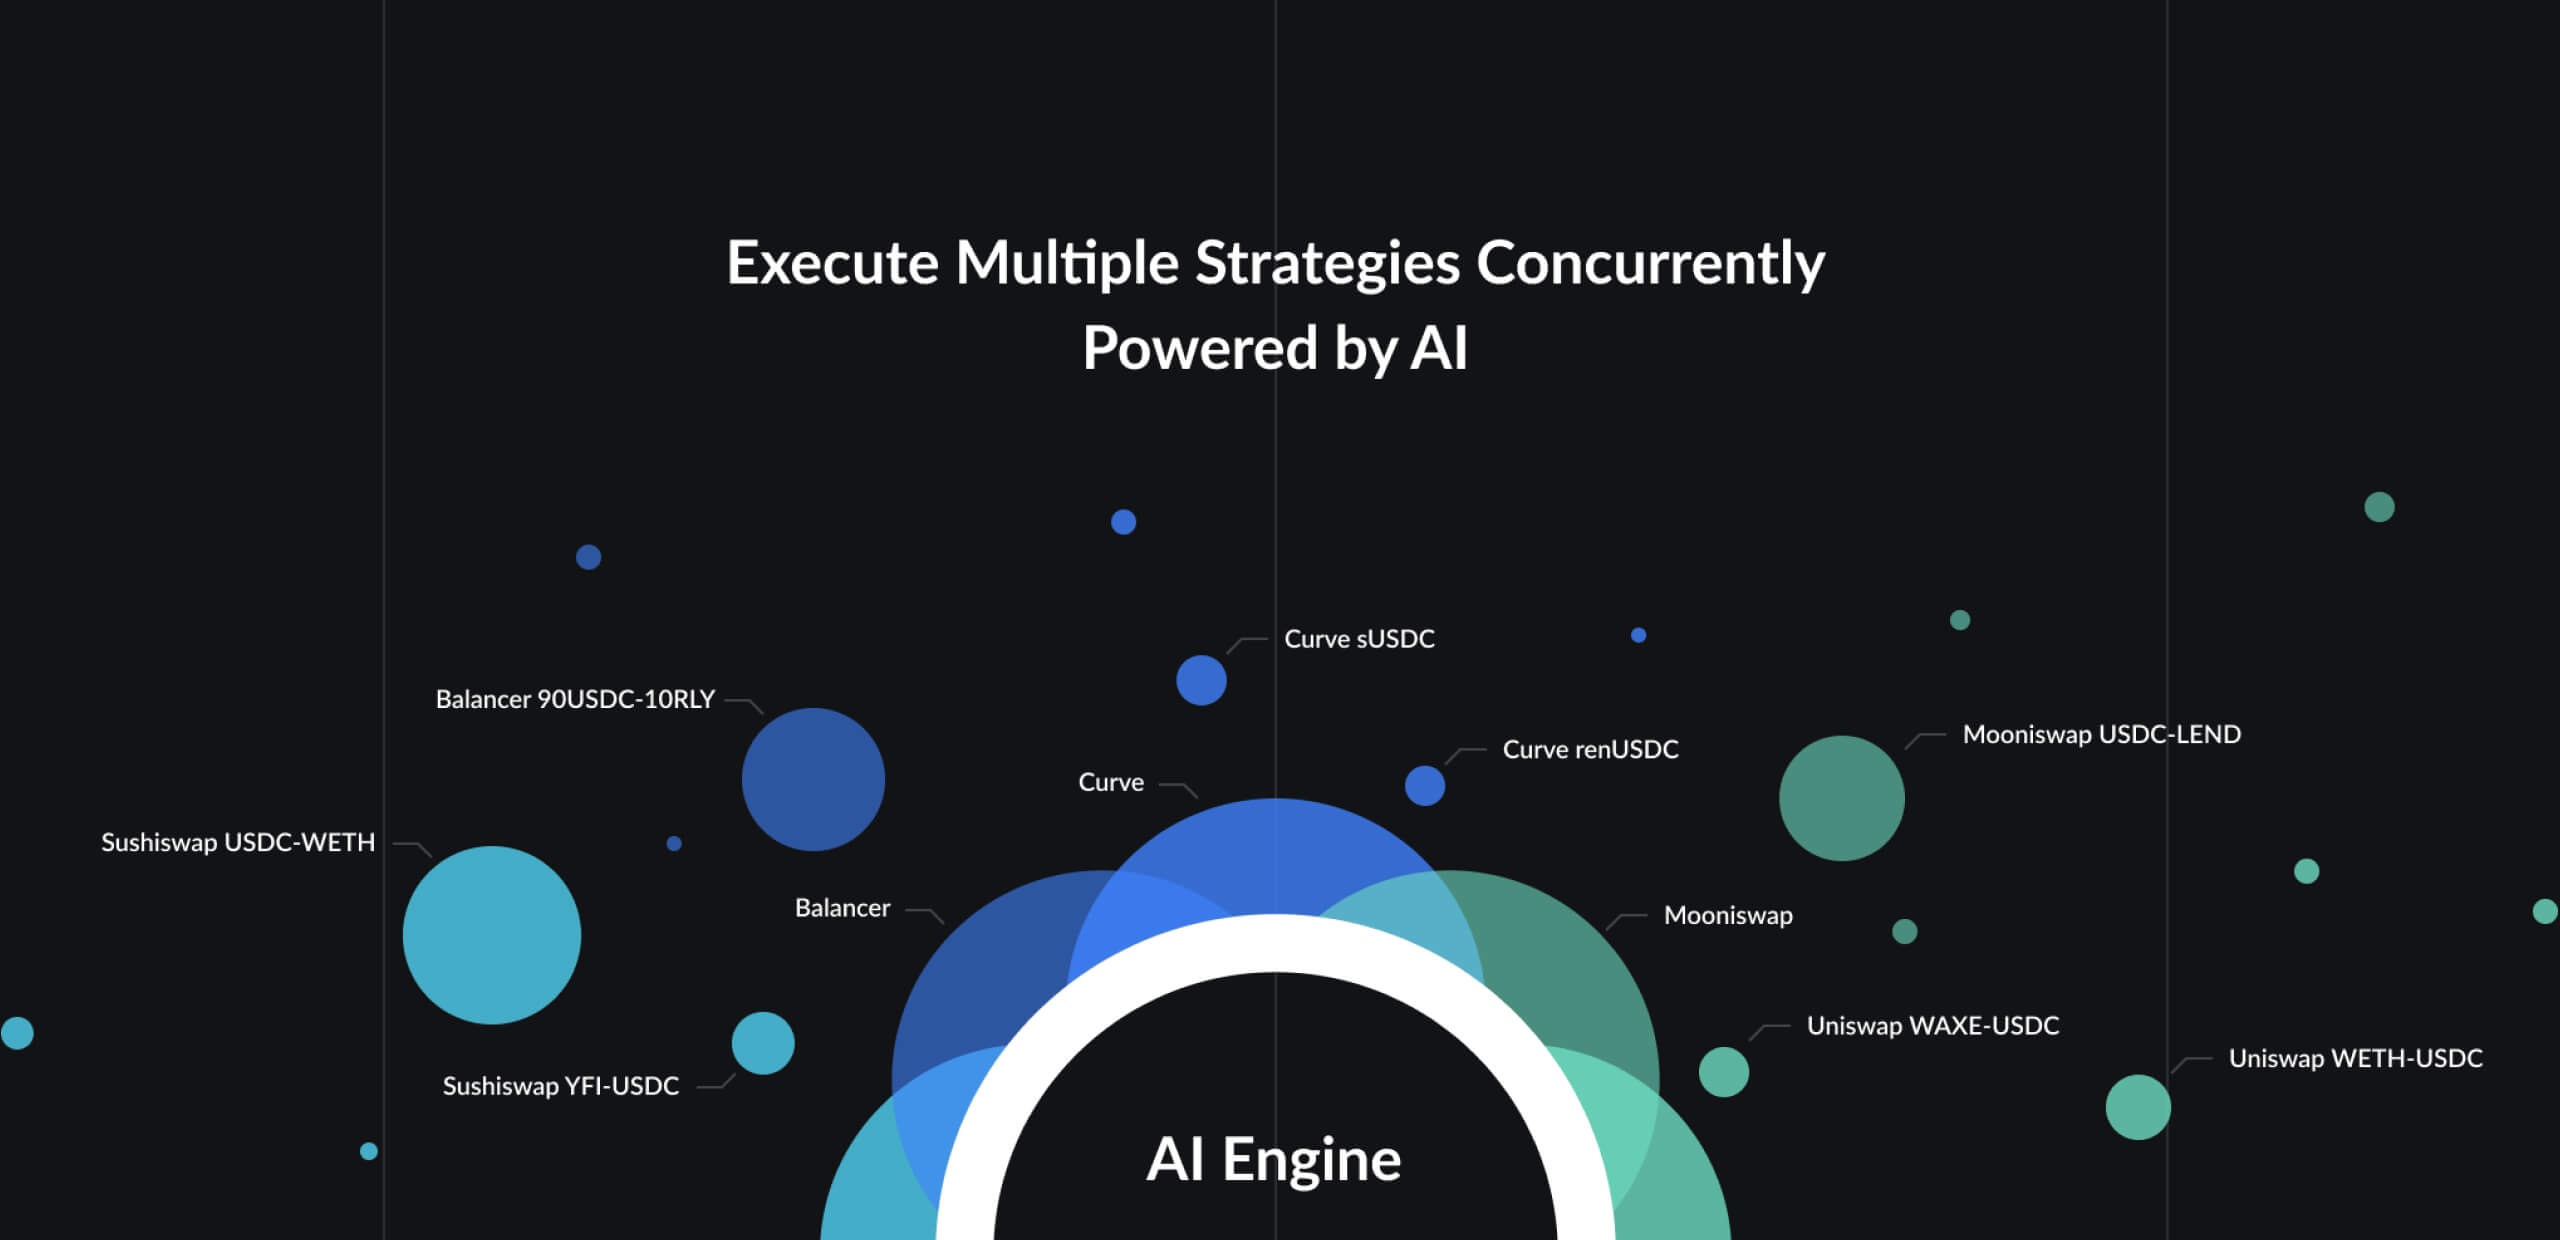 Execute Multiple Strategies Concurrently
Powered by AI
Curve sUSDC
Balancer 90USDC-10RLY
Mooniswap USDC-LEND
Curve renUSDC
Curve
Sushiswap USDC-WETH
Balancer
Mooniswap
Uniswap WAXE-USDC
Uniswap WETH-USDC
Sushiswap YFI-USDC
AI Engine